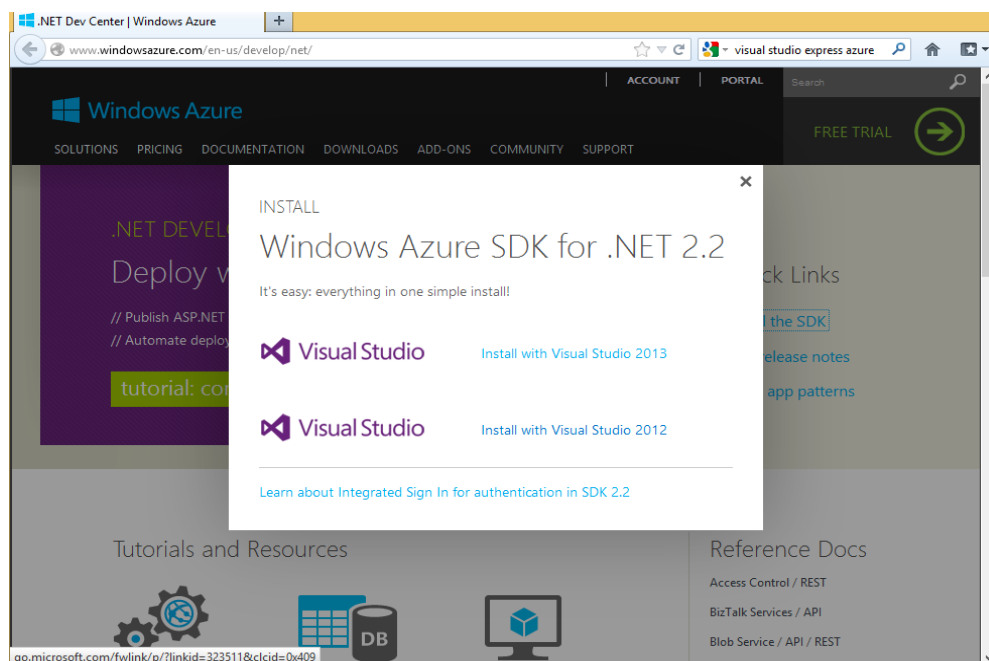 .NET Dev Center | Windows Azure
+
www.windowsazure.com/en-us/develop/net/
visual studio express azure
ACCOUNT
PORTAL
Search
Windows Azure
FREE TRIAL
SOLUTIONS PRICING DOCUMENTATION DOWNLOADS ADD-ONS COMMUNITY SUPPORT
.NET DEVEL
Deploy w
// Publish ASP.NET
// Automate deploy
tutorial: con
INSTALL
Windows Azure SDK for .NET 2.2
It's easy: everything in one simple install!
Visual Studio
Install with Visual Studio 2013
Visual Studio
Install with Visual Studio 2012
Learn about Integrated Sign In for authentication in SDK 2.2
ck Links
the SDK
elease notes
app patterns
Tutorials and Resources
DB
Reference Docs
Access Control / REST
BizTalk Services / API
Blob Service / API / REST
go.microsoft.com/fwlink/p/?linkid=323511&clcid=0x409